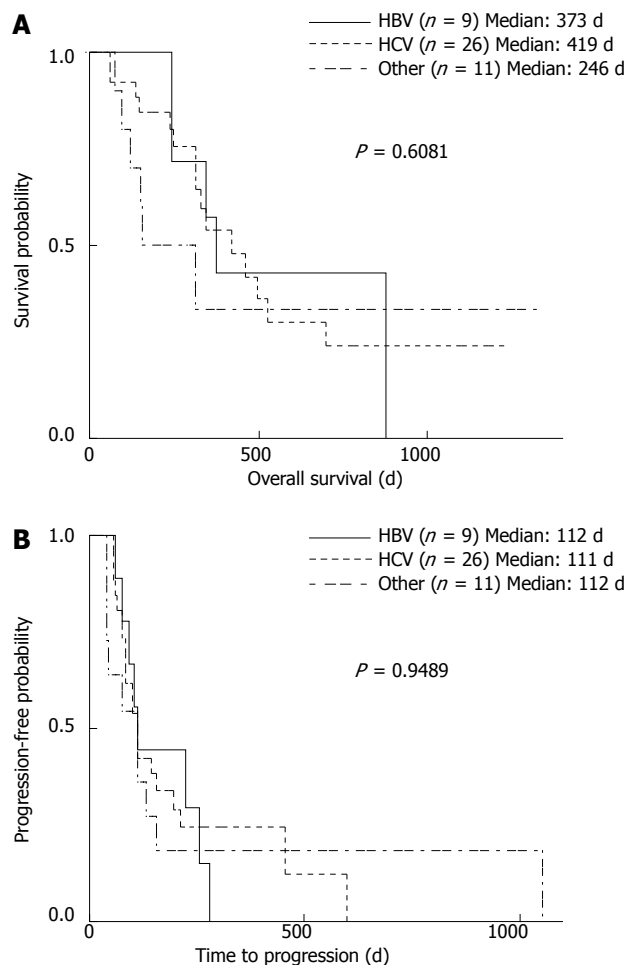 A
HBV (n = 9) Median: 373 d
HCV (n = 26) Median: 419 d
Other (n = 11) Median: 246 d
P = 0.6081
Survival probability
1.0
0.5
0.0
0 500 1000
Overall survival (d)
B
HBV (n = 9) Median: 112 d
HCV (n = 26) Median: 111 d
Other (n = 11) Median: 112 d
P = 0.9489
Progression-free probability
1.0
0.5
0.0
0 500 1000
Time to progression (d)